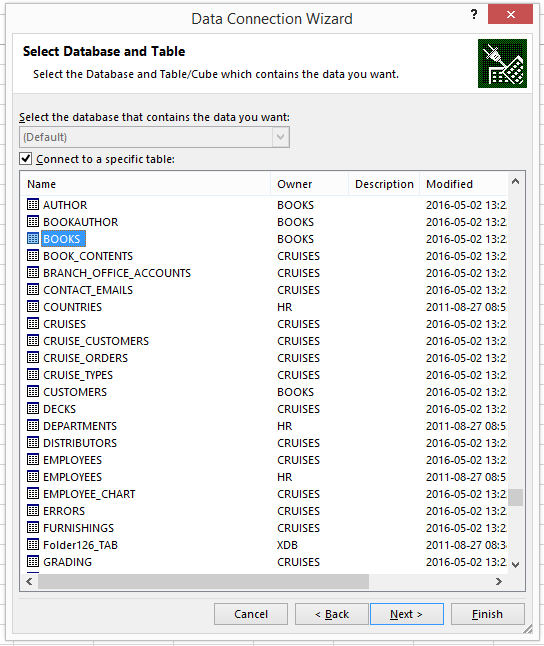 Data Connection Wizard
?
Select Database and Table
Select the Database and Table/Cube which contains the data you want.
Select the database that contains the data you want:
(Default)
Connect to a specific table:
Name Owner Description Modified
AUTHOR BOOKS 2016-05-02 13:2
BOOKAUTHOR BOOKS 2016-05-02 13:2
BOOKS BOOKS 2016-05-02 13:2
BOOK_CONTENTS CRUISES 2016-05-02 13:2
BRANCH_OFFICE_ACCOUNTS CRUISES 2016-05-02 13:2
CONTACT_EMAILS CRUISES 2016-05-02 13:2
COUNTRIES HR 2011-08-27 08:5
CRUISES CRUISES 2016-05-02 13:2
CRUISE_CUSTOMERS CRUISES 2016-05-02 13:2
CRUISE_ORDERS CRUISES 2016-05-02 13:2
CRUISE_TYPES CRUISES 2016-05-02 13:2
CUSTOMERS BOOKS 2016-05-02 13:2
DECKS CRUISES 2016-05-02 13:2
DEPARTMENTS HR 2011-08-27 08:5
DISTRIBUTORS CRUISES 2016-05-02 13:2
EMPLOYEES CRUISES 2016-05-02 13:2
EMPLOYEES HR 2011-08-27 08:5
EMPLOYEE_CHART CRUISES 2016-05-02 13:2
ERRORS CRUISES 2016-05-02 13:2
FURNISHINGS CRUISES 2016-05-02 13:2
Folder126_TAB XDB 2011-08-27 08:3
GRADING CRUISES 2016-05-02 13:2
Cancel < Back Next > Finish